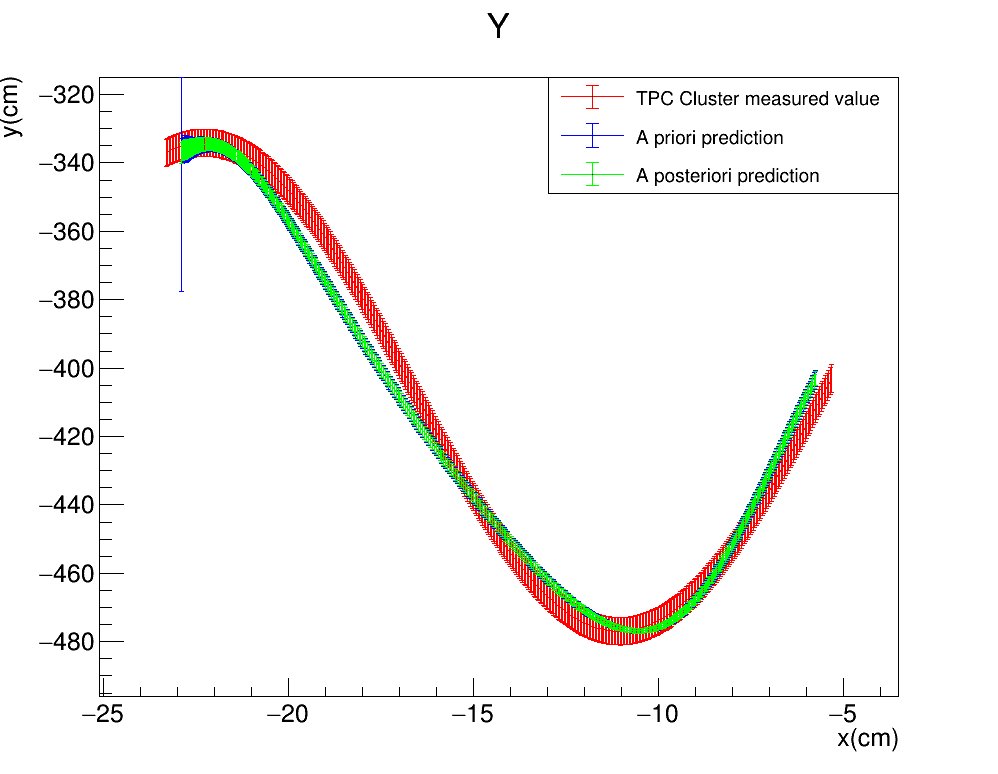 Y
y(cm)
−320
−340
−360
−380
−400
−420
−440
−460
−480
TPC Cluster measured value
A priori prediction
A posteriori prediction
−25 −20 −15 −10 −5
x(cm)